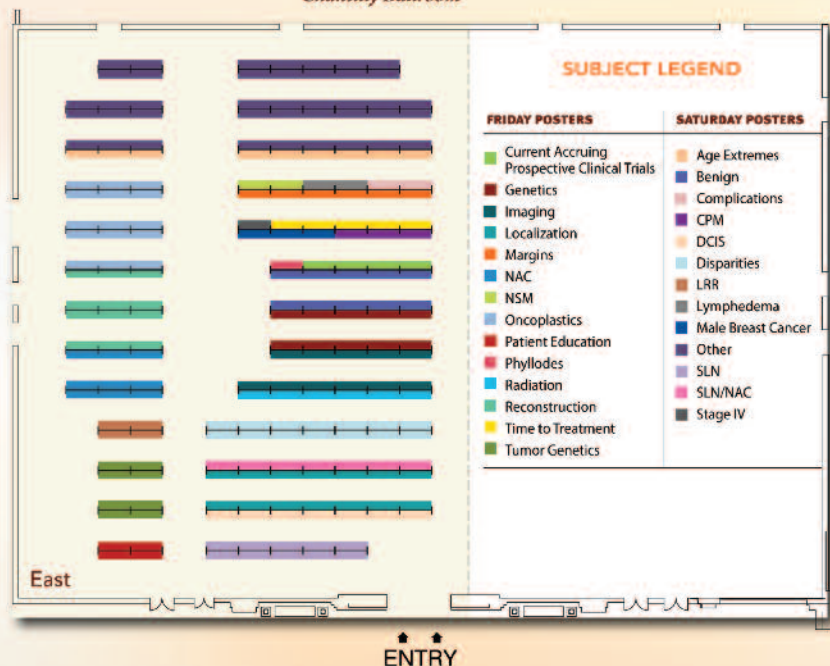 SUBJECT LEGEND
FRIDAY POSTERS
Current Accruing
Prospective Clinical Trials
Genetics
Imaging
Localization
Margins
NAC
NSM
Oncoplastics
Patient Education
Phyllodes
Radiation
Reconstruction
Time to Treatment
Tumor Genetics
SATURDAY POSTERS
Age Extremes
Benign
Complications
CPM
DCIS
Disparities
LRR
Lymphedema
Male Breast Cancer
Other
SLN
SLN/NAC
Stage IV
East
ENTRY